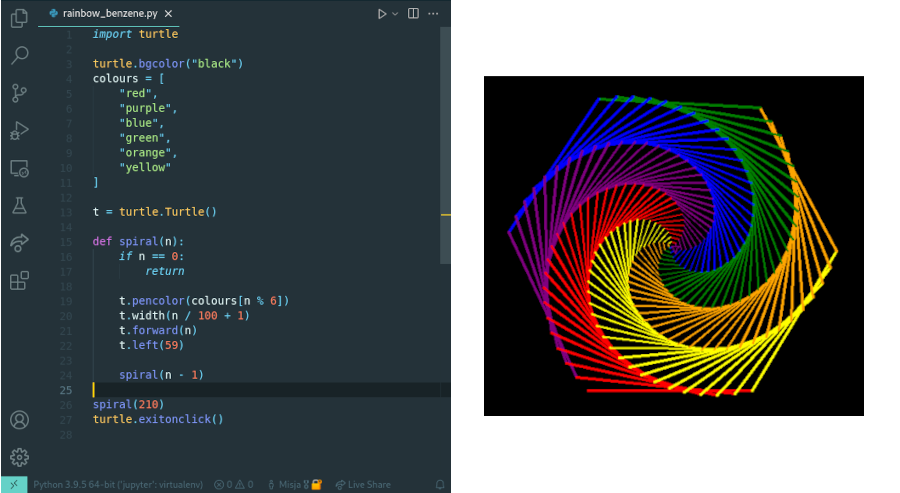 rainbow_benzene.py
1 import turtle
2
3 turtle.bgcolor("black")
4 colours = [
5     "red",
6     "purple",
7     "blue",
8     "green",
9     "orange",
10     "yellow"
11 ]
12
13 t = turtle.Turtle()
14
15 def spiral(n):
16     if n == 0:
17         return
18
19     t.pencolor(colours[n % 6])
20     t.width(n / 100 + 1)
21     t.forward(n)
22     t.left(59)
23
24     spiral(n - 1)
25
26 spiral(210)
27 turtle.exitonclick()
28
Python 3.9.5 64-bit ('jupyter': virtualenv) 0 0 Misja Live Share